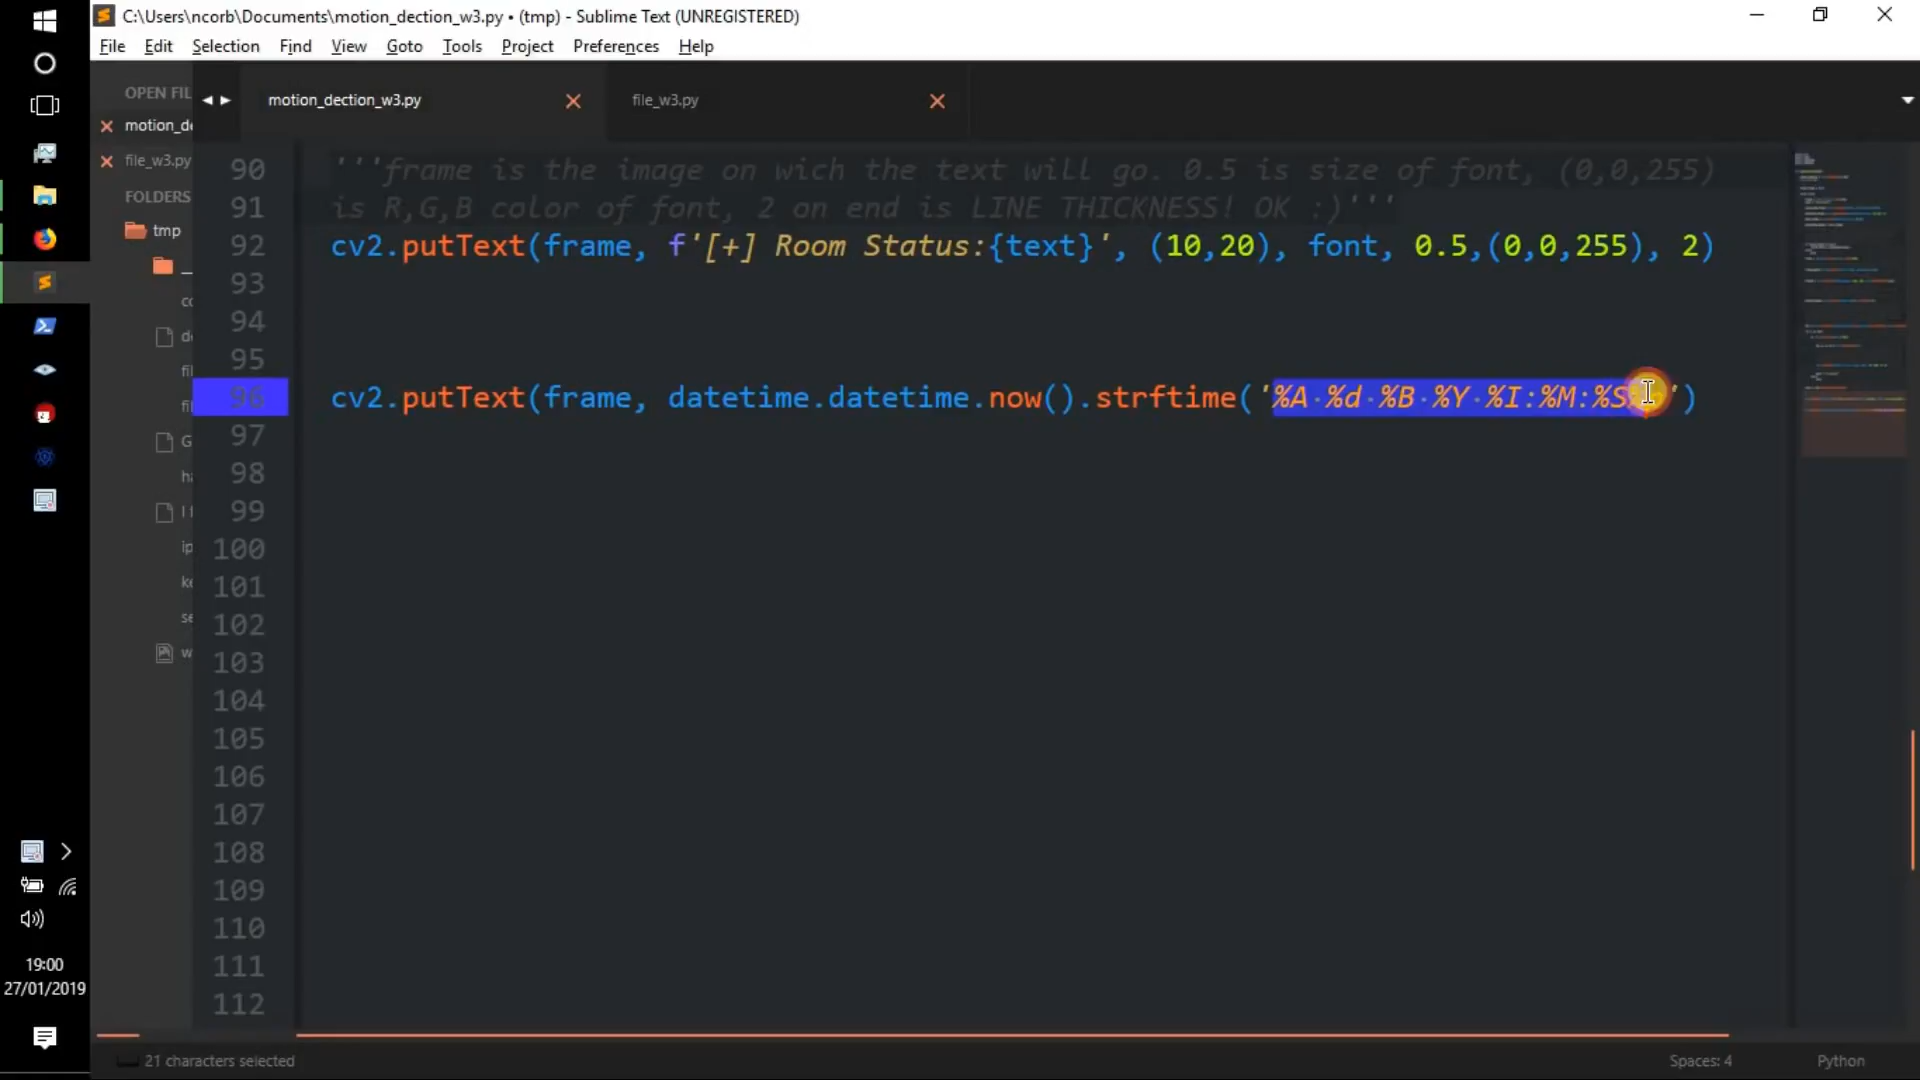 C:\Users\ncorb\Documents\motion_dection_w3.py • (tmp) - Sublime Text (UNREGISTERED)
File Edit Selection Find View Goto Tools Project Preferences Help
OPEN FIL
motion_de
file_w3.py
FOLDERS
tmp
motion_dection_w3.py
file_w3.py
90 '''frame is the image on wich the text will go. 0.5 is size of font, (0,0,255)
91 is R,G,B color of font, 2 on end is LINE THICKNESS! OK :)'''
92 cv2.putText(frame, f'[+] Room Status:{text}', (10,20), font, 0.5,(0,0,255), 2)
93
94
95
96 cv2.putText(frame, datetime.datetime.now().strftime('%A %d %B %Y %I:%M:%S')
97
98
99
100
101
102
103
104
105
106
107
108
109
110
111
112
19:00
27/01/2019
21 characters selected
Spaces: 4
Python